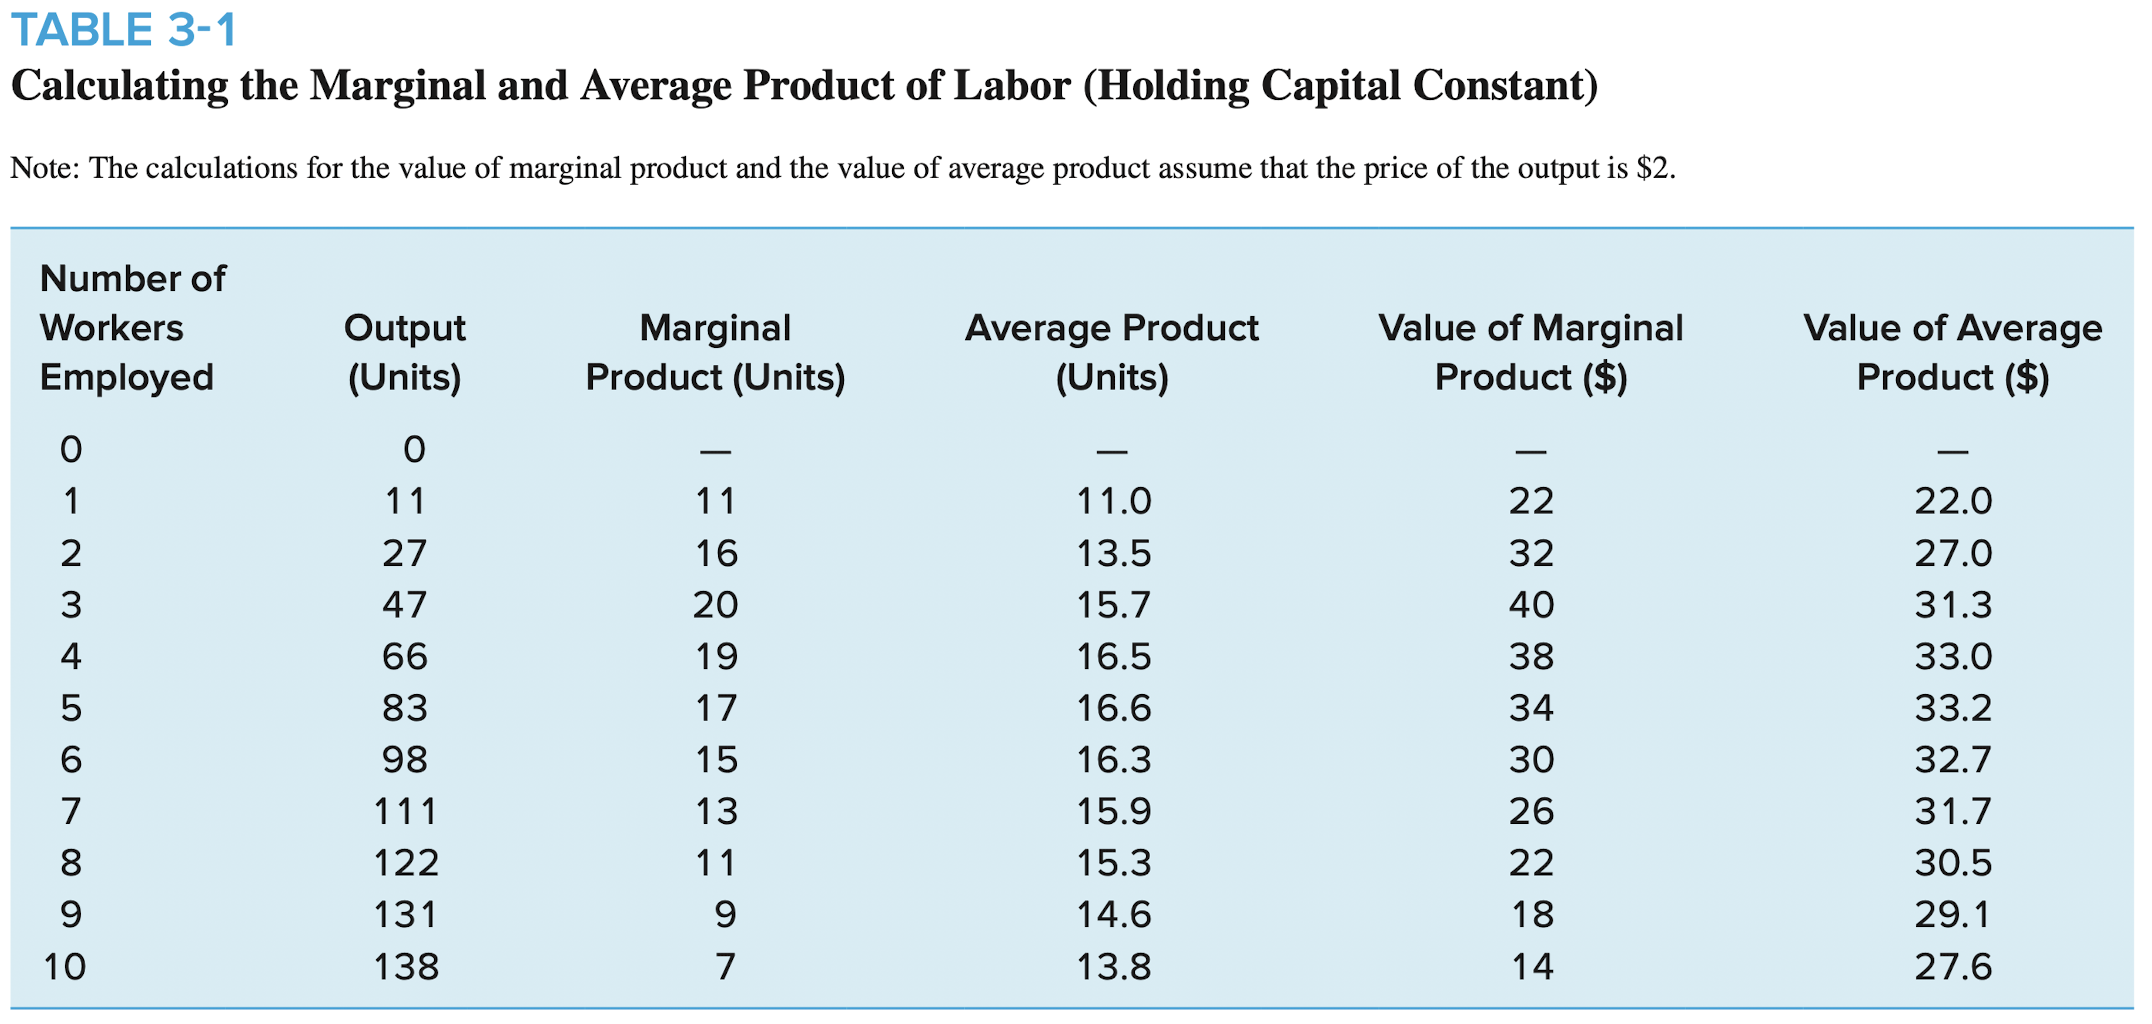 TABLE 3-1
Calculating the Marginal and Average Product of Labor (Holding Capital Constant)
Note: The calculations for the value of marginal product and the value of average product assume that the price of the output is $2.
Number of
Workers Output Marginal Average Product Value of Marginal Value of Average
Employed (Units) Product (Units) (Units) Product ($) Product ($)
0 0 — — — —
1 11 11 11.0 22 22.0
2 27 16 13.5 32 27.0
3 47 20 15.7 40 31.3
4 66 19 16.5 38 33.0
5 83 17 16.6 34 33.2
6 98 15 16.3 30 32.7
7 111 13 15.9 26 31.7
8 122 11 15.3 22 30.5
9 131 9 14.6 18 29.1
10 138 7 13.8 14 27.6